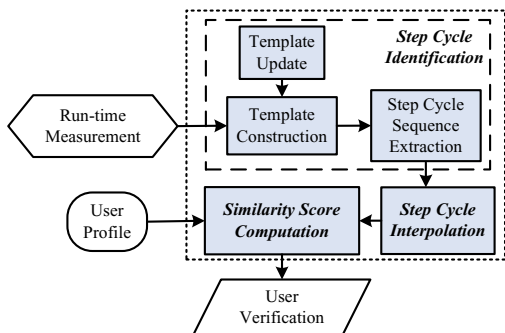 Step Cycle
Identification
Template
Update
Run-time
Measurement
Template
Construction
Step Cycle
Sequence
Extraction
User
Profile
Similarity Score
Computation
Step Cycle
Interpolation
User
Verification